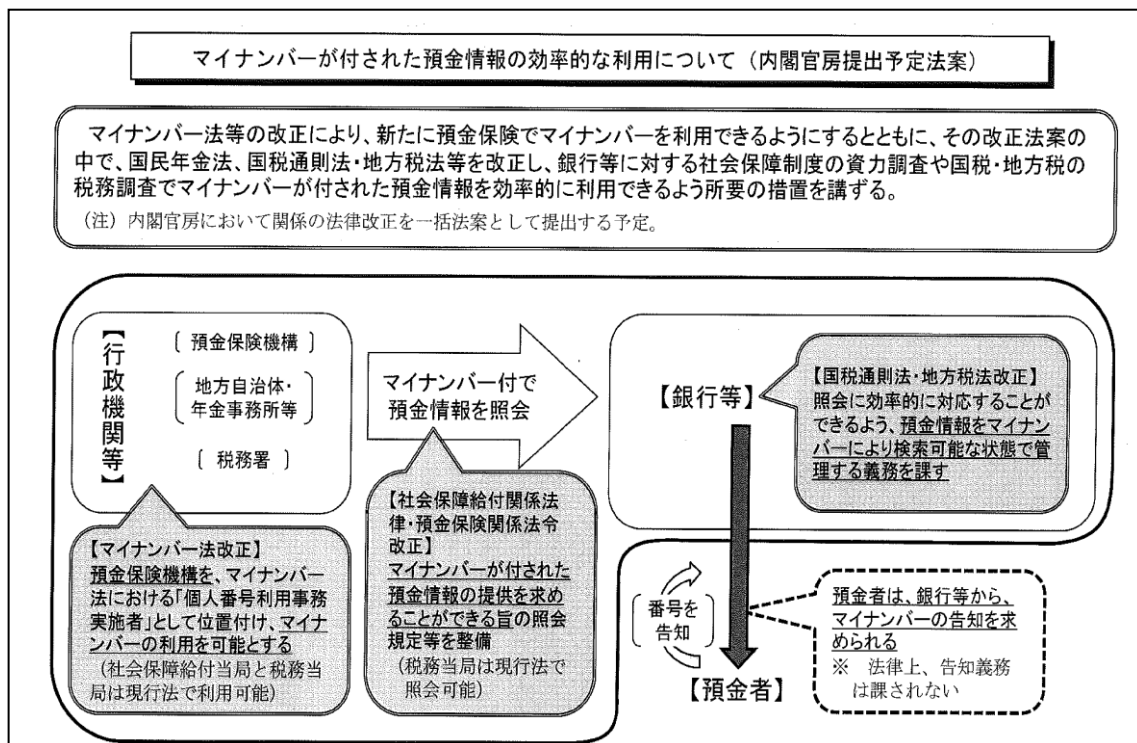 マイナンバーが付された預金情報の効率的な利用について（内閣官房提出予定法案）
マイナンバー法等の改正により、新たに預金保険でマイナンバーを利用できるようにするとともに、その改正法案の
中で、国民年金法、国税通則法・地方税法等を改正し、銀行等に対する社会保障制度の資力調査や国税・地方税の
税務調査でマイナンバーが付された預金情報を効率的に利用できるよう所要の措置を講ずる。
（注）内閣官房において関係の法律改正を一括法案として提出する予定。
【行政機関等】
〔 預金保険機構 〕
〔地方自治体・
年金事務所等〕
〔 税務署 〕
マイナンバー付で
預金情報を照会
【銀行等】
【国税通則法・地方税法改正】
照会に効率的に対応することが
できるよう、預金情報をマイナン
バーにより検索可能な状態で管
理する義務を課す
【マイナンバー法改正】
預金保険機構を、マイナンバー
法における「個人番号利用事務
実施者」として位置付け、マイナ
ンバーの利用を可能とする
（社会保障給付当局と税務当
局は現行法で利用可能）
【社会保障給付関係法
律・預金保険関係法令
改正】
マイナンバーが付された
預金情報の提供を求め
ることができる旨の照会
規定等を整備
（税務当局は現行法で
照会可能）
〔番号を
告知〕
【預金者】
預金者は、銀行等から、
マイナンバーの告知を求
められる
※　法律上、告知義務
は課されない